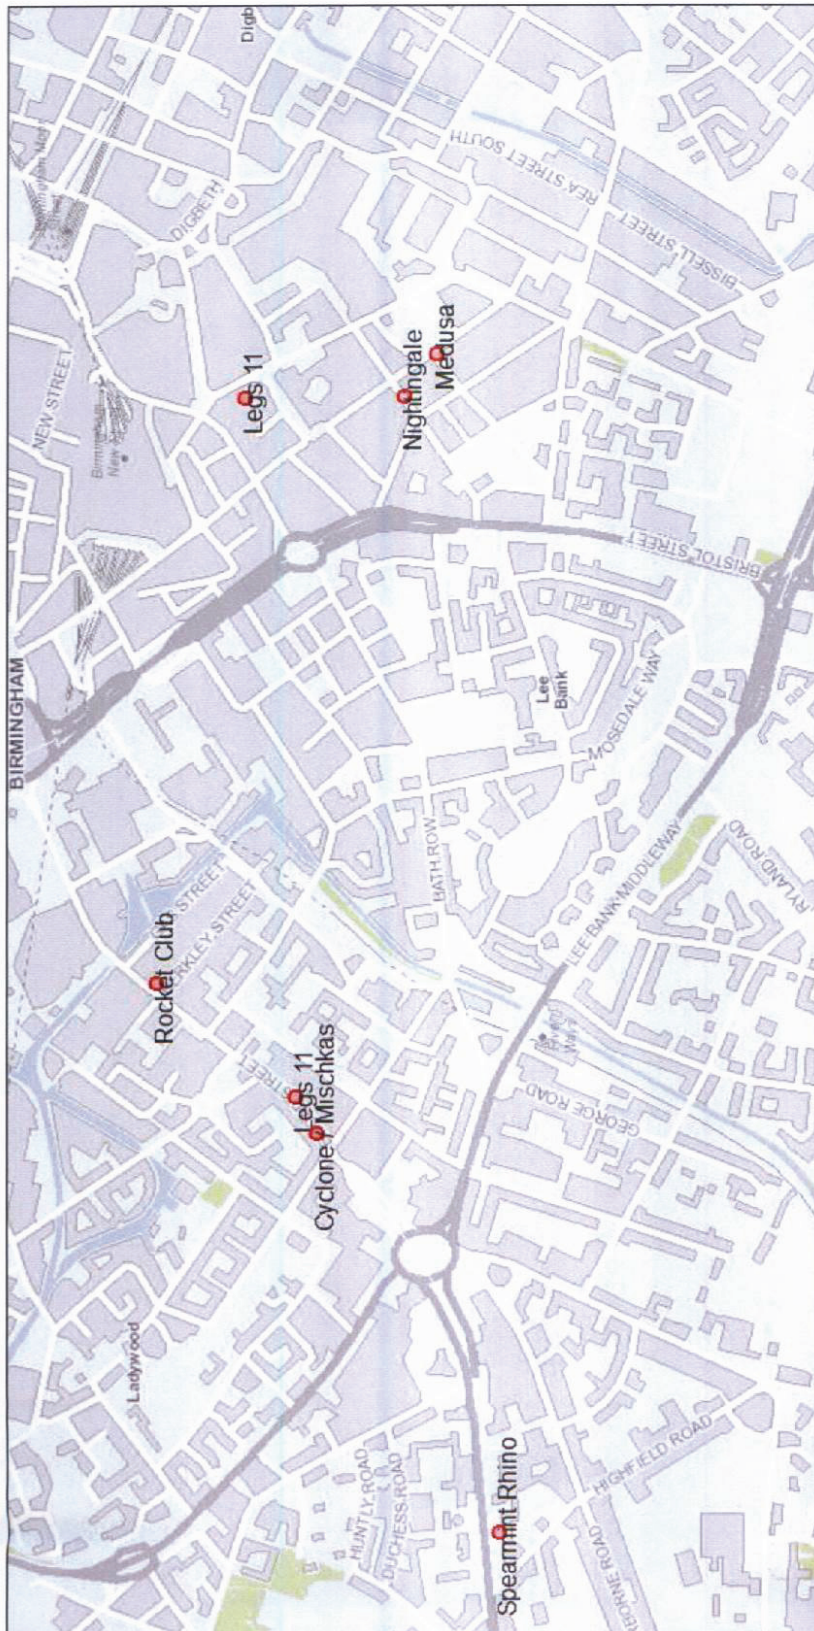 BIRMINGHAM
NEW STREET
DIGBETH
Digb
Legs 11
Nightingale
Medusa
REA STREET SOUTH
BISSELL STREET
BRISTOL STREET
Lee
Bank
MOSEDALE WAY
BATH ROW
LEE BANK MIDDLEWAY
RYLAND ROAD
STREET
Rocket Club
STREET
Legs 11
Cyclone / Mischkas
GEORGE ROAD
Ladywood
HUNTLY ROAD
DUCHESS ROAD
Spearmint Rhino
HIGHFIELD ROAD